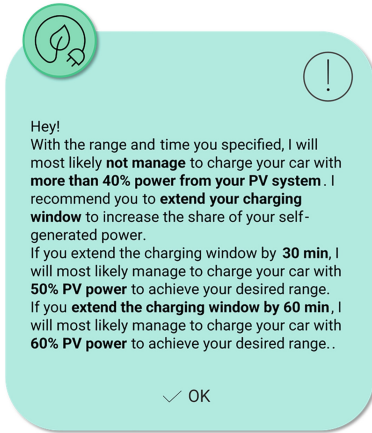 Hey!
With the range and time you specified, I will
most likely not manage to charge your car with
more than 40% power from your PV system. I
recommend you to extend your charging
window to increase the share of your self-
generated power.
If you extend the charging window by 30 min, I
will most likely manage to charge your car with
50% PV power to achieve your desired range.
If you extend the charging window by 60 min, I
will most likely manage to charge your car with
60% PV power to achieve your desired range. .
OK